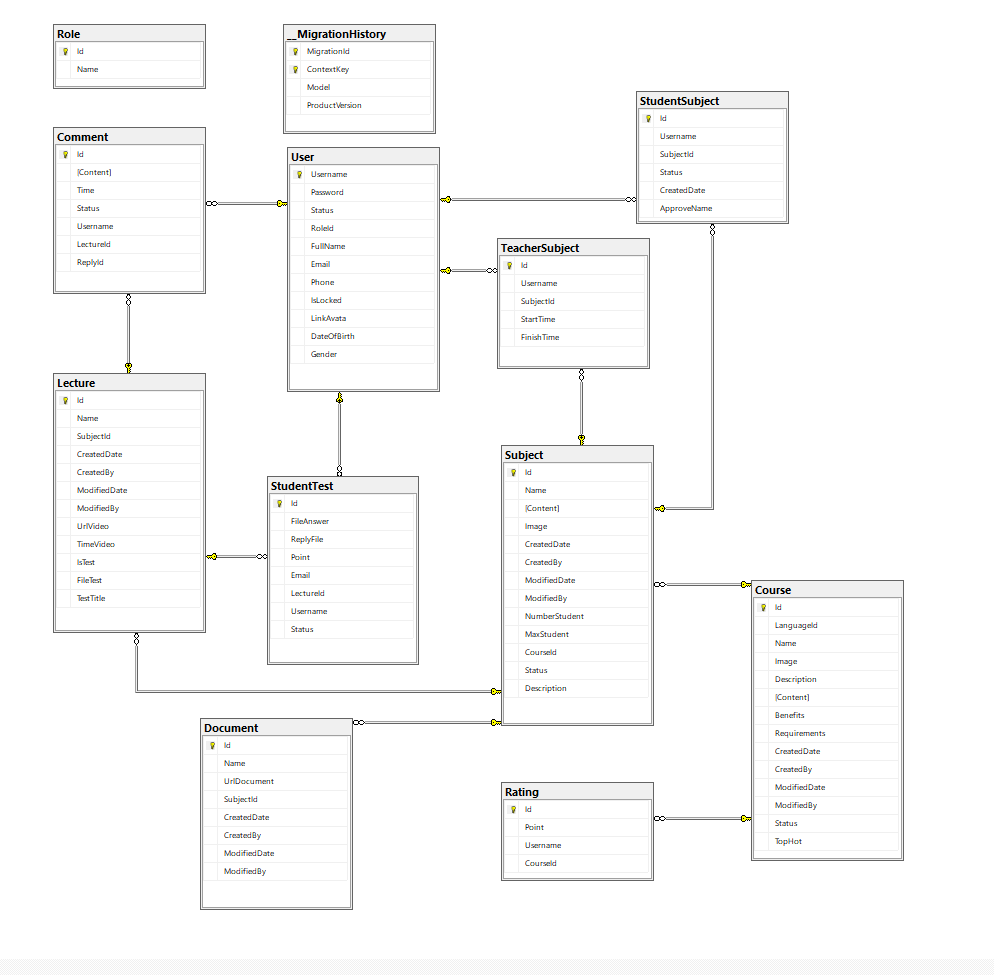 Role
Id
Name
__MigrationHistory
MigrationId
ContextKey
Model
ProductVersion
StudentSubject
Id
Username
SubjectId
Status
CreatedDate
ApproveName
Comment
Id
[Content]
Time
Status
Username
LectureId
ReplyId
User
Username
Password
Status
RoleId
FullName
Email
Phone
IsLocked
LinkAvata
DateOfBirth
Gender
TeacherSubject
Id
Username
SubjectId
StartTime
FinishTime
Lecture
Id
Name
SubjectId
CreatedDate
CreatedBy
ModifiedDate
ModifiedBy
UrlVideo
TimeVideo
IsTest
FileTest
TestTitle
StudentTest
Id
FileAnswer
ReplyFile
Point
Email
LectureId
Username
Status
Subject
Id
Name
[Content]
Image
CreatedDate
CreatedBy
ModifiedDate
ModifiedBy
NumberStudent
MaxStudent
CourseId
Status
Description
Course
Id
LanguageId
Name
Image
Description
[Content]
Benefits
Requirements
CreatedDate
CreatedBy
ModifiedDate
ModifiedBy
Status
TopHot
Document
Id
Name
UrlDocument
SubjectId
CreatedDate
CreatedBy
ModifiedDate
ModifiedBy
Rating
Id
Point
Username
CourseId